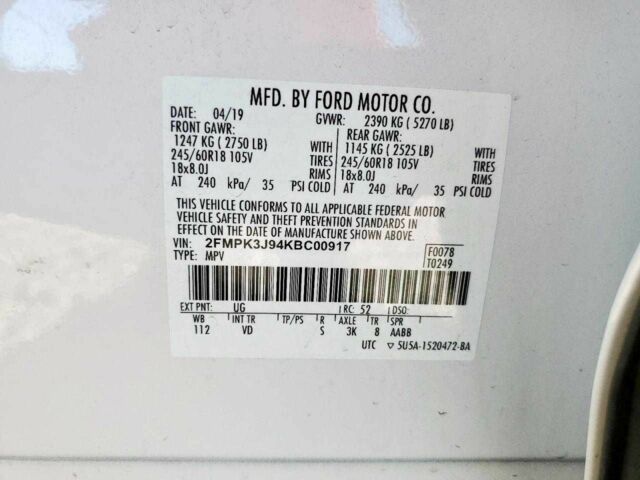 MFD. BY FORD MOTOR CO.
DATE: 04/19 GVWR: 2390 KG ( 5270 LB)
FRONT GAWR: REAR GAWR:
1247 KG ( 2750 LB) 1145 KG ( 2525 LB)
245/60R18 105V TIRES 245/60R18 105V TIRES
18x8.0J RIMS 18x8.0J RIMS
AT 240 kPa/ 35 PSI COLD AT 240 kPa/ 35 PSI COLD
THIS VEHICLE CONFORMS TO ALL APPLICABLE FEDERAL MOTOR
VEHICLE SAFETY AND THEFT PREVENTION STANDARDS IN EFFECT
ON THE DATE OF MANUFACTURE SHOWN ABOVE.
VIN: 2FMPK3J94KBC00917 F0078
TYPE: MPV T0249
EXT PNT: UG RC: 52 DSO:
WB INT TR TP/PS R AXLE TR SPR
112 VD S 3K 8 AABB
UTC ▽ 5U5A-1520472-BA